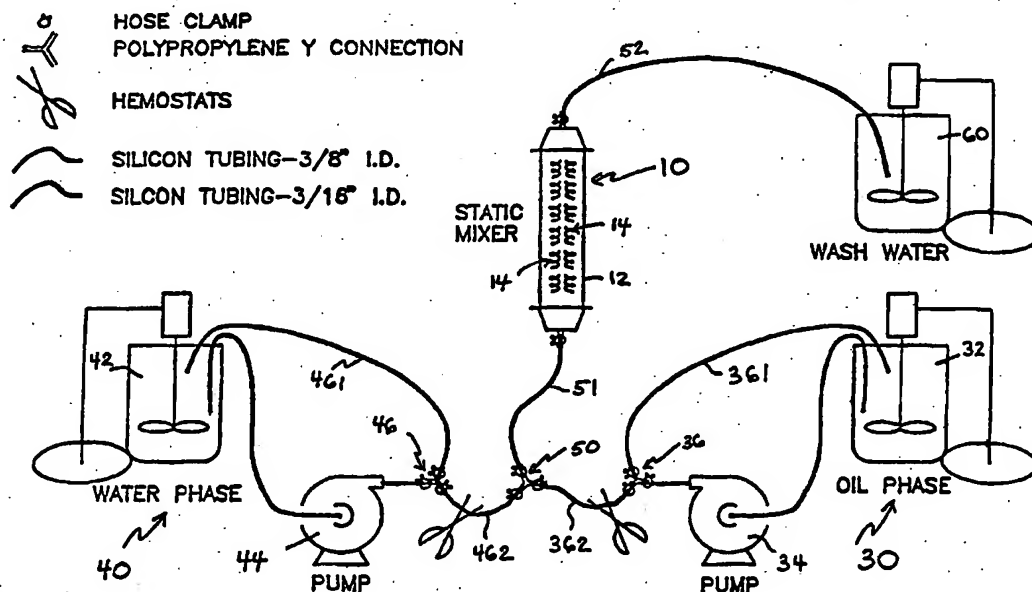 HOSE CLAMP
POLYPROPYLENE Y CONNECTION
HEMOSTATS
SILICON TUBING-3/8" I.D.
SILCON TUBING-3/16" I.D.
52
60
10
STATIC
MIXER
14
14
12
WASH WATER
42
461
51
361
32
46
50
36
WATER PHASE
OIL PHASE
40
44
462
362
34
30
PUMP
PUMP